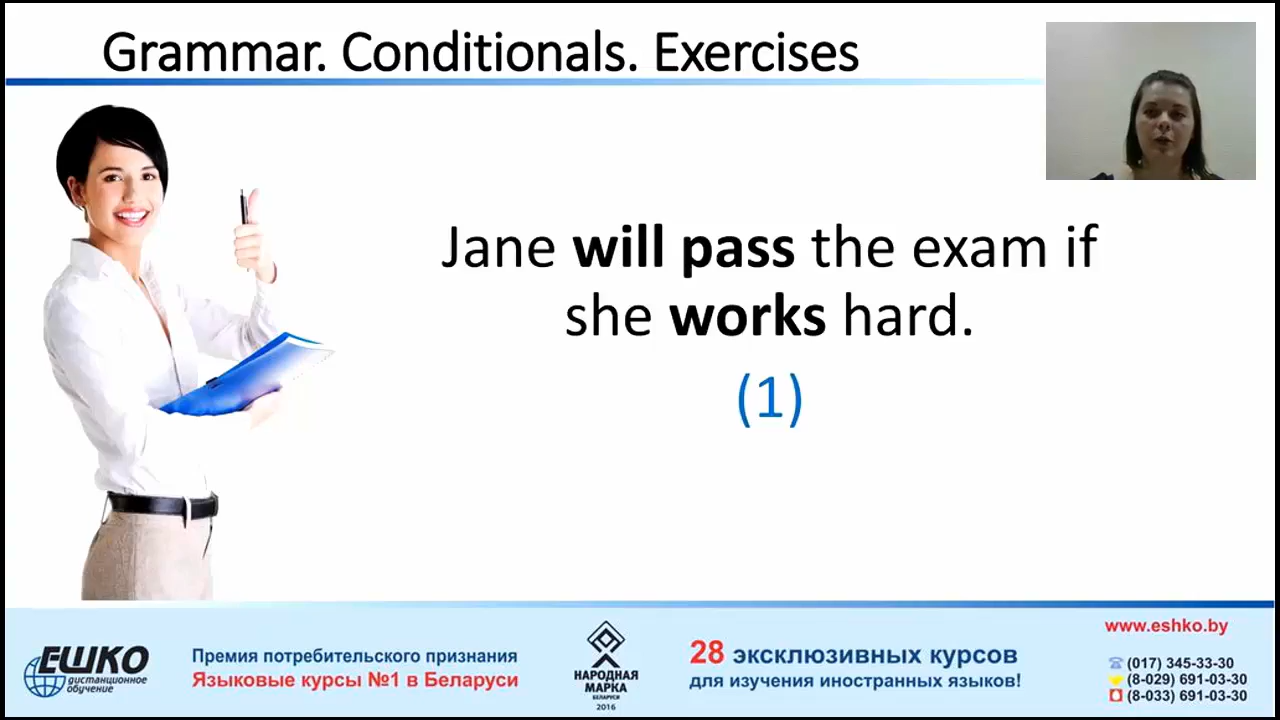 Grammar. Conditionals. Exercises
Jane will pass the exam if
she works hard.
(1)
ЕШКО
дистанционное
обучение
Премия потребительского признания
Языковые курсы №1 в Беларуси
НАРОДНАЯ
МАРКА
БЕЛАРУСИ
2016
28 эксклюзивных курсов
для изучения иностранных языков!
www.eshko.by
(017) 345-33-30
(8-029) 691-03-30
(8-033) 691-03-30